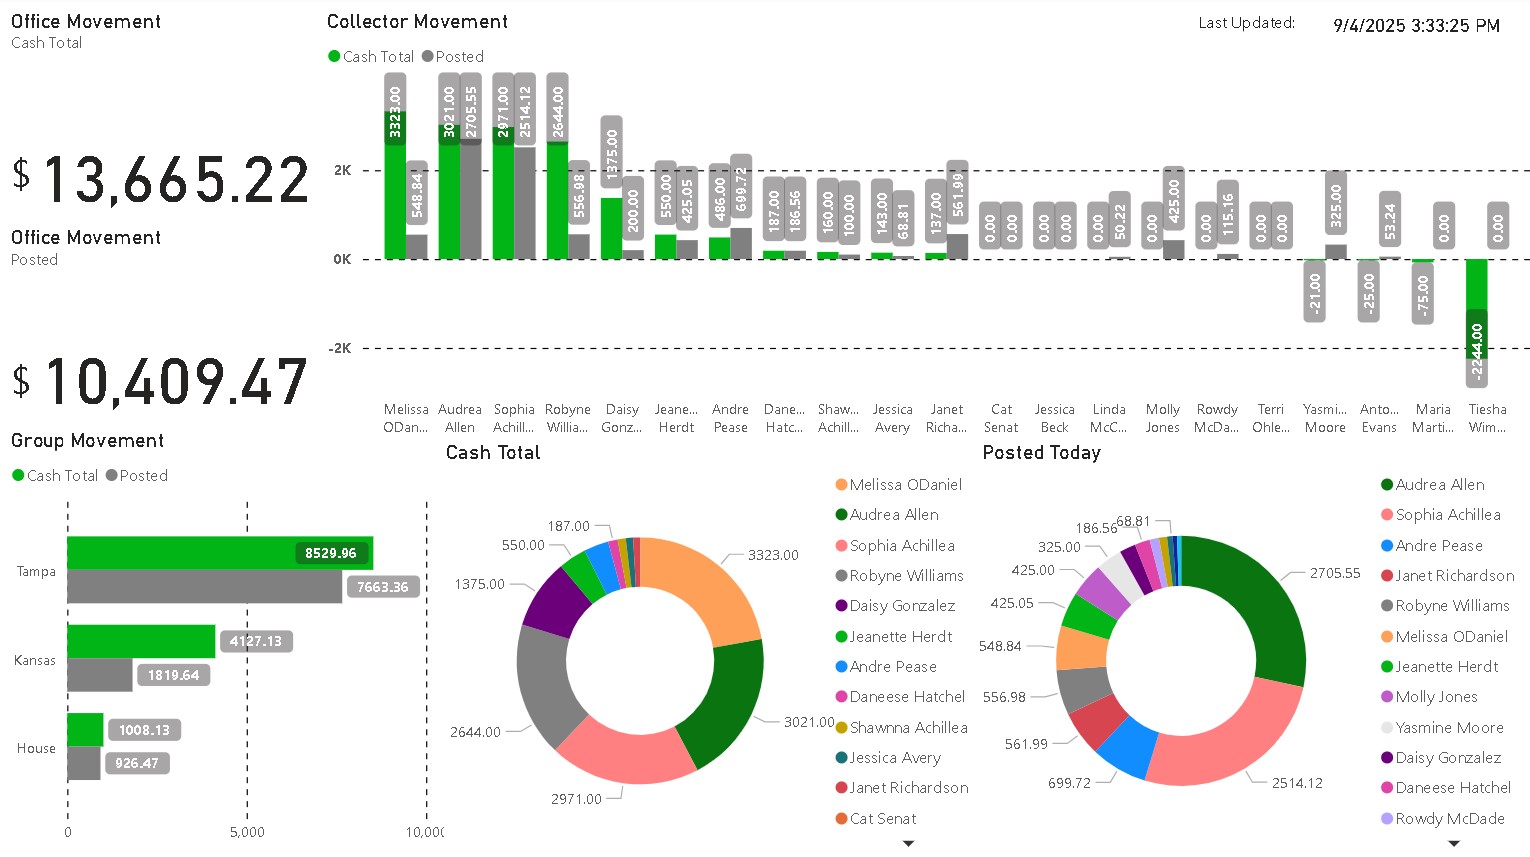 Office Movement
Cash Total
$ 13,665.22
Office Movement
Posted
$ 10,409.47
Collector Movement
Last Updated: 9/4/2025 3:33:25 PM
Cash Total Posted
2K
0K
-2K
3323.00 548.84
3021.00 2705.55
2971.00 2514.12
2644.00 556.98
1375.00 200.00
550.00 425.05
486.00 699.72
187.00 186.56
160.00 100.00
143.00 68.81
137.00 561.99
0.00 0.00
0.00 0.00
0.00 50.22
0.00 425.00
0.00 115.16
0.00 0.00
-21.00 325.00
-25.00 53.24
-75.00 0.00
-2244.00 0.00
Melissa ODan...
Audrea Allen
Sophia Achill...
Robyne Willia...
Daisy Gonz...
Jeane... Herdt
Andre Pease
Dane... Hatc...
Shaw... Achill...
Jessica Avery
Janet Richa...
Cat Senat
Jessica Beck
Linda McC...
Molly Jones
Rowdy McDa...
Terri Ohle...
Yasmi... Moore
Anto... Evans
Maria Marti...
Tiesha Wim...
Group Movement
Cash Total Posted
Tampa
8529.96
7663.36
Kansas
4127.13
1819.64
House
1008.13
926.47
0 5,000 10,000
Cash Total
187.00
550.00
1375.00
2644.00
2971.00
3021.00
3323.00
Melissa ODaniel
Audrea Allen
Sophia Achillea
Robyne Williams
Daisy Gonzalez
Jeanette Herdt
Andre Pease
Daneese Hatchel
Shawnna Achillea
Jessica Avery
Janet Richardson
Cat Senat
Posted Today
68.81
186.56
325.00
425.00
425.05
548.84
556.98
561.99
699.72
2514.12
2705.55
Audrea Allen
Sophia Achillea
Andre Pease
Janet Richardson
Robyne Williams
Melissa ODaniel
Jeanette Herdt
Molly Jones
Yasmine Moore
Daisy Gonzalez
Daneese Hatchel
Rowdy McDade